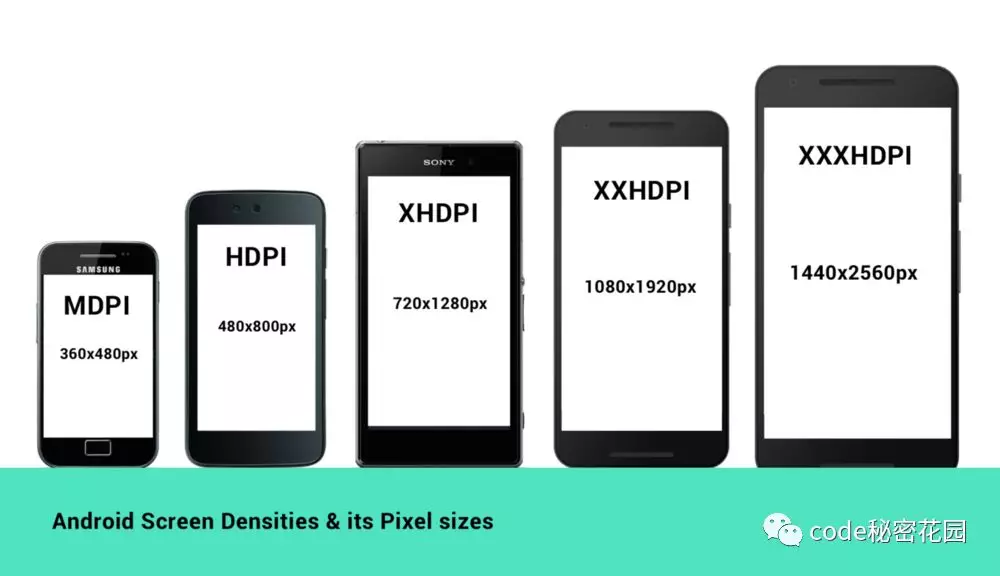 SAMSUNG
MDPI
360x480px
HDPI
480x800px
SONY
XHDPI
720x1280px
XXHDPI
1080x1920px
XXXHDPI
1440x2560px
Android Screen Densities & its Pixel sizes
code秘密花园